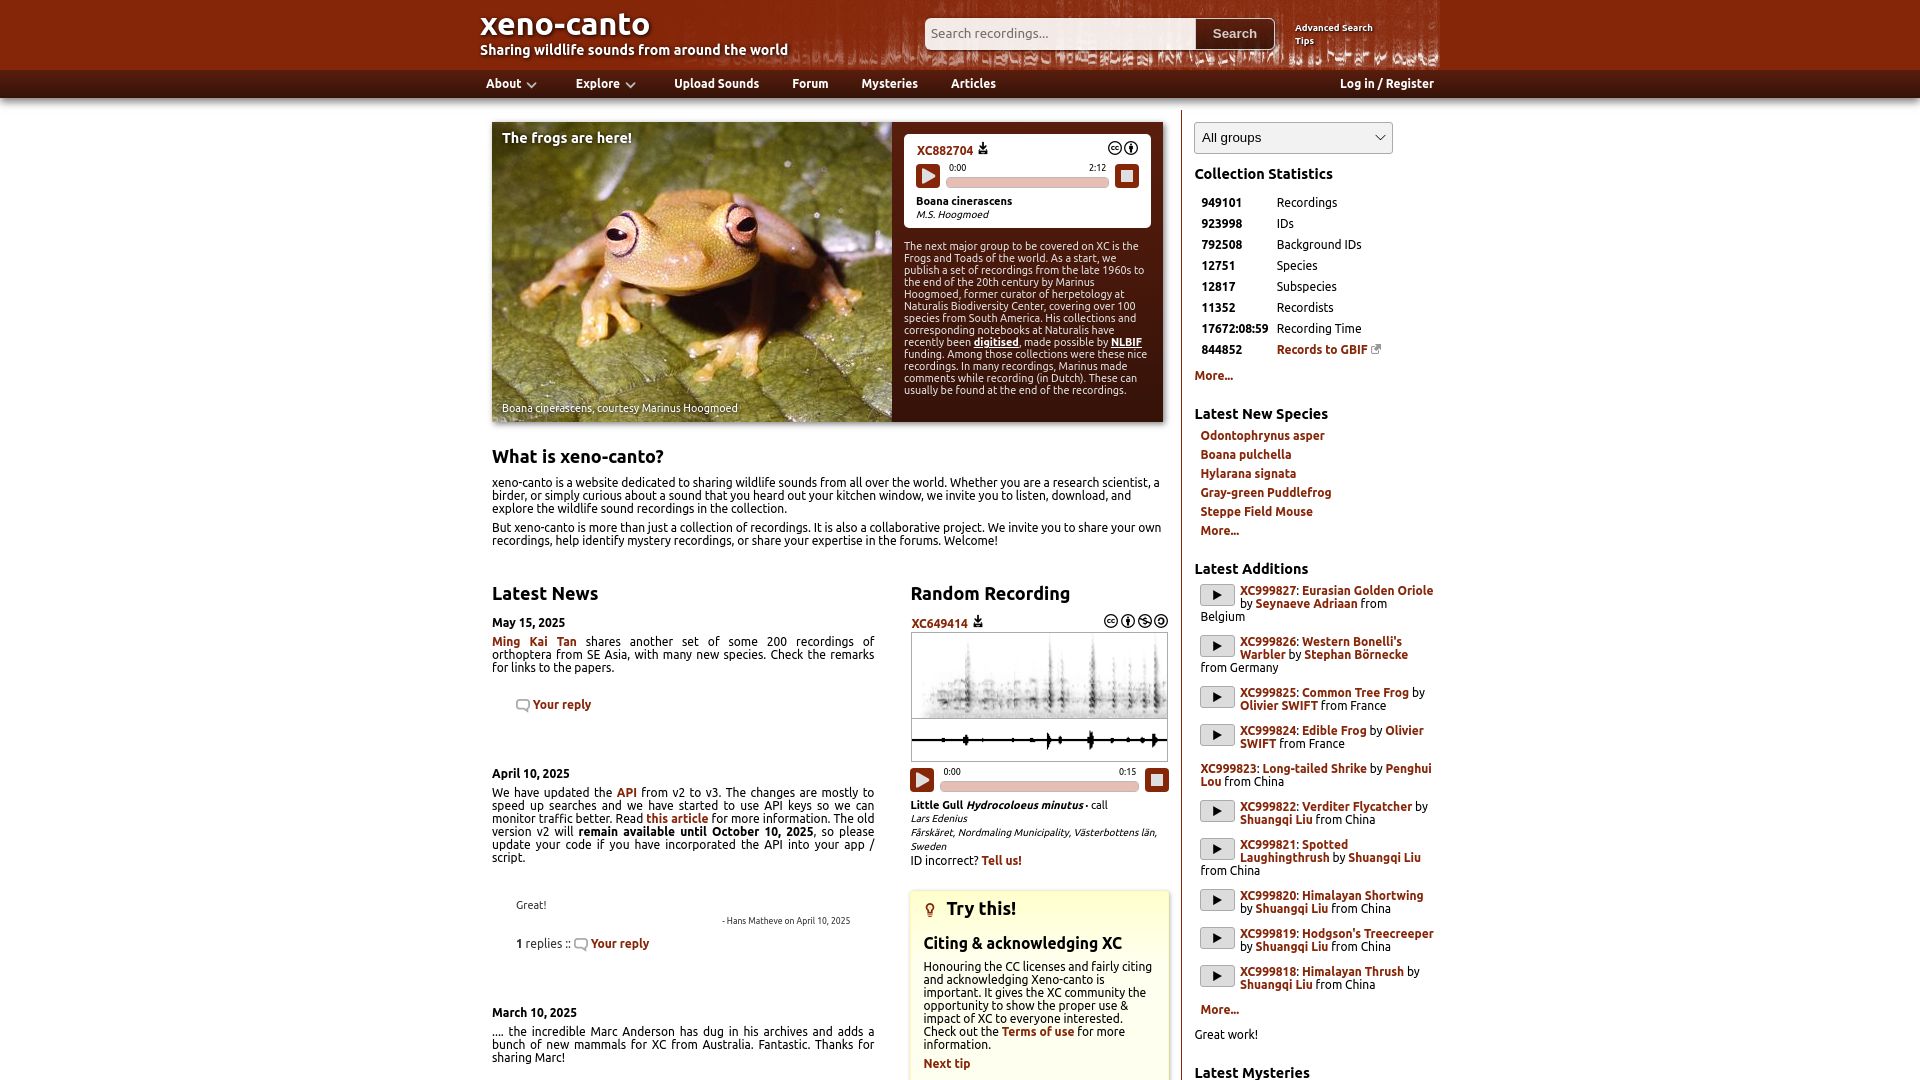 xeno-canto
Sharing wildlife sounds from around the world
Search recordings...
Search
Advanced Search
Tips
About
Explore
Upload Sounds
Forum
Mysteries
Articles
Log in / Register
The frogs are here!
Boana cinerascens, courtesy Marinus Hoogmoed
XC882704
0:00
2:12
Boana cinerascens
M.S. Hoogmoed
The next major group to be covered on XC is the
Frogs and Toads of the world. As a start, we
publish a set of recordings from the late 1960s to
the end of the 20th century by Marinus
Hoogmoed, former curator of herpetology at
Naturalis Biodiversity Center, covering over 100
species from South America. His collections and
corresponding notebooks at Naturalis have
recently been digitised, made possible by NLBIF
funding. Among those collections were these nice
recordings. In many recordings, Marinus made
comments while recording (in Dutch). These can
usually be found at the end of the recordings.
What is xeno-canto?
xeno-canto is a website dedicated to sharing wildlife sounds from all over the world. Whether you are a research scientist, a
birder, or simply curious about a sound that you heard out your kitchen window, we invite you to listen, download, and
explore the wildlife sound recordings in the collection.
But xeno-canto is more than just a collection of recordings. It is also a collaborative project. We invite you to share your own
recordings, help identify mystery recordings, or share your expertise in the forums. Welcome!
Latest News
May 15, 2025
Ming Kai Tan shares another set of some 200 recordings of
orthoptera from SE Asia, with many new species. Check the remarks
for links to the papers.
Your reply
April 10, 2025
We have updated the API from v2 to v3. The changes are mostly to
speed up searches and we have started to use API keys so we can
monitor traffic better. Read this article for more information. The old
version v2 will remain available until October 10, 2025, so please
update your code if you have incorporated the API into your app /
script.
Great!
- Hans Matheve on April 10, 2025
1 replies :: Your reply
March 10, 2025
.... the incredible Marc Anderson has dug in his archives and adds a
bunch of new mammals for XC from Australia. Fantastic. Thanks for
sharing Marc!
Random Recording
XC649414
0:00
0:15
Little Gull Hydrocoloeus minutus · call
Lars Edenius
Fårskäret, Nordmaling Municipality, Västerbottens län,
Sweden
ID incorrect? Tell us!
Try this!
Citing & acknowledging XC
Honouring the CC licenses and fairly citing
and acknowledging Xeno-canto is
important. It gives the XC community the
opportunity to show the proper use &
impact of XC to everyone interested.
Check out the Terms of use for more
information.
Next tip
All groups
Collection Statistics
949101 Recordings
923998 IDs
792508 Background IDs
12751 Species
12817 Subspecies
11352 Recordists
17672:08:59 Recording Time
844852 Records to GBIF
More...
Latest New Species
Odontophrynus asper
Boana pulchella
Hylarana signata
Gray-green Puddlefrog
Steppe Field Mouse
More...
Latest Additions
XC999827: Eurasian Golden Oriole
by Seynaeve Adriaan from
Belgium
XC999826: Western Bonelli's
Warbler by Stephan Börnecke
from Germany
XC999825: Common Tree Frog by
Olivier SWIFT from France
XC999824: Edible Frog by Olivier
SWIFT from France
XC999823: Long-tailed Shrike by Penghui
Lou from China
XC999822: Verditer Flycatcher by
Shuangqi Liu from China
XC999821: Spotted
Laughingthrush by Shuangqi Liu
from China
XC999820: Himalayan Shortwing
by Shuangqi Liu from China
XC999819: Hodgson's Treecreeper
by Shuangqi Liu from China
XC999818: Himalayan Thrush by
Shuangqi Liu from China
More...
Great work!
Latest Mysteries